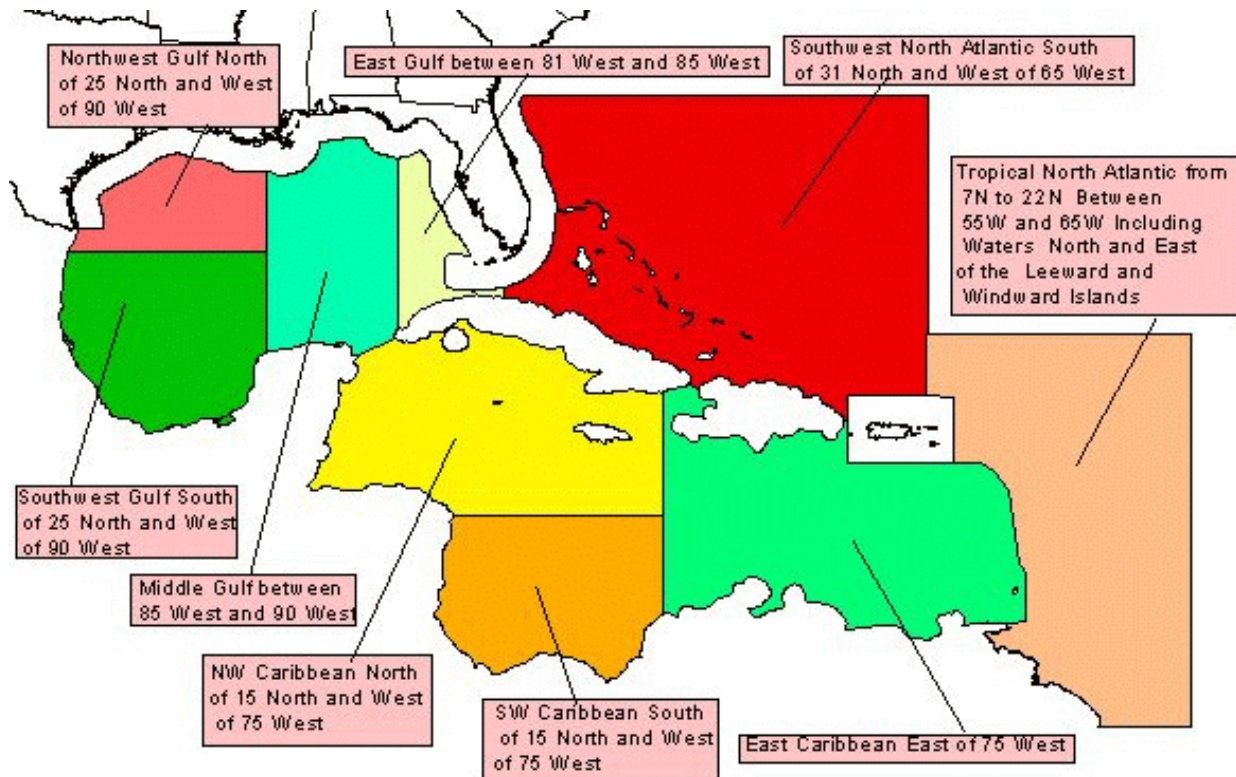 Northwest Gulf North
of 25 North and West
of 90 West
East Gulf between 81 West and 85 West
Southwest North Atlantic South
of 31 North and West of 65 West
Tropical North Atlantic from
7N to 22N Between
55W and 65W Including
Waters North and East
of the Leeward and
Windward Islands
Southwest Gulf South
of 25 North and West
of 90 West
Middle Gulf between
85 West and 90 West
NW Caribbean North
of 15 North and West
of 75 West
SW Caribbean South
of 15 North and West
of 75 West
East Caribbean East of 75 West